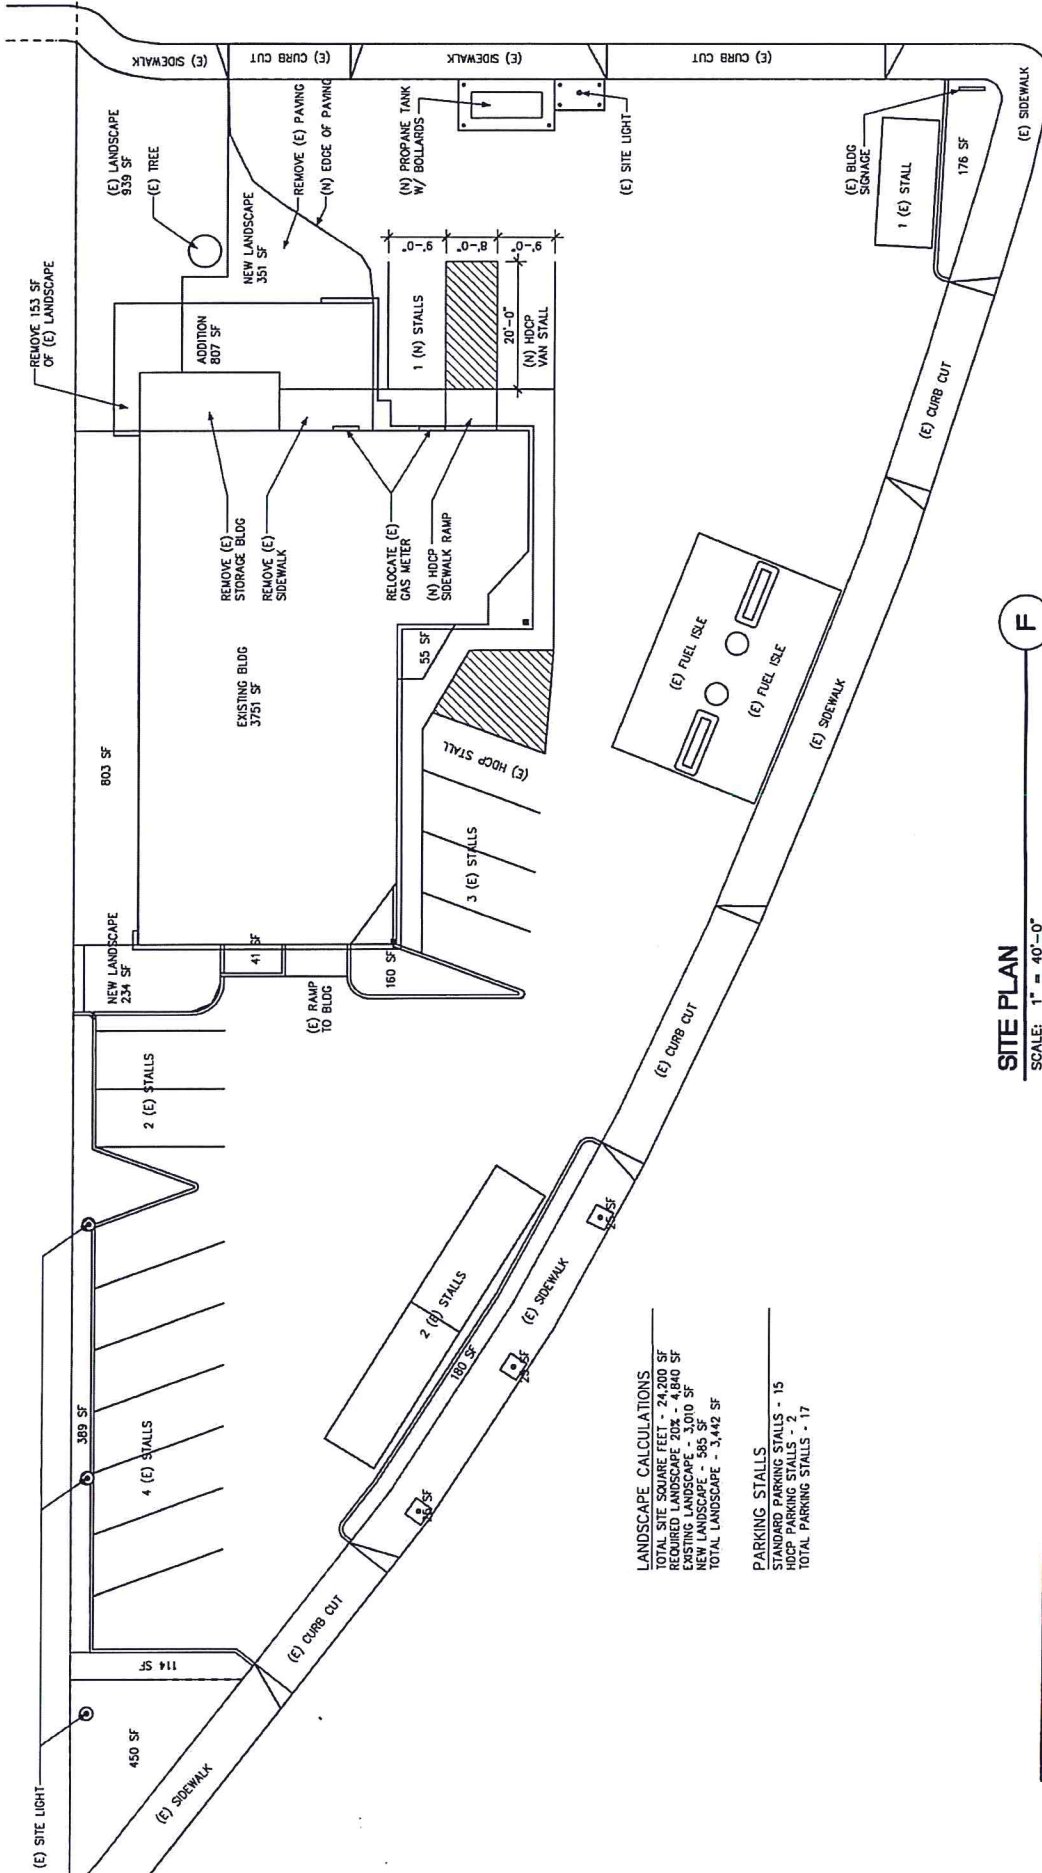 (E) SITE LIGHT
450 SF
114 SF
389 SF
4 (E) STALLS
2 (E) STALLS
NEW LANDSCAPE
234 SF
41 SF
(E) RAMP
TO BLDG
160 SF
803 SF
EXISTING BLDG
3751 SF
REMOVE (E)
STORAGE BLDG
REMOVE (E)
SIDEWALK
RELOCATE (E)
GAS METER
(N) HDCP
SIDEWALK RAMP
55 SF
(E) HDCP STALL
3 (E) STALLS
REMOVE 153 SF
OF (E) LANDSCAPE
ADDITION
807 SF
(E) LANDSCAPE
939 SF
(E) TREE
NEW LANDSCAPE
351 SF
REMOVE (E) PAVING
(N) EDGE OF PAVING
1 (N) STALLS
9'-0"
8'-0"
9'-0"
20'-0"
(N) HDCP
VAN STALL
(N) PROPANE TANK
W/ BOLLARDS
(E) SITE LIGHT
(E) SIDEWALK
(E) CURB CUT
(E) SIDEWALK
(E) CURB CUT
(E) BLDG
SIGNAGE
1 (E) STALL
176 SF
(E) SIDEWALK
(E) CURB CUT
(E) FUEL ISLE
(E) FUEL ISLE
(E) SIDEWALK
(E) CURB CUT
2 (E) STALLS
180 SF
(E) SIDEWALK
25 SF
25 SF
25 SF
(E) CURB CUT
(E) SIDEWALK
LANDSCAPE CALCULATIONS
TOTAL SITE SQUARE FEET - 24,200 SF
REQUIRED LANDSCAPE 20% - 4,840 SF
EXISTING LANDSCAPE - 3,010 SF
NEW LANDSCAPE - 585 SF
TOTAL LANDSCAPE - 3,442 SF
PARKING STALLS
STANDARD PARKING STALLS - 15
HDCP PARKING STALLS - 2
TOTAL PARKING STALLS - 17
SITE PLAN
SCALE: 1" = 40'-0"
F